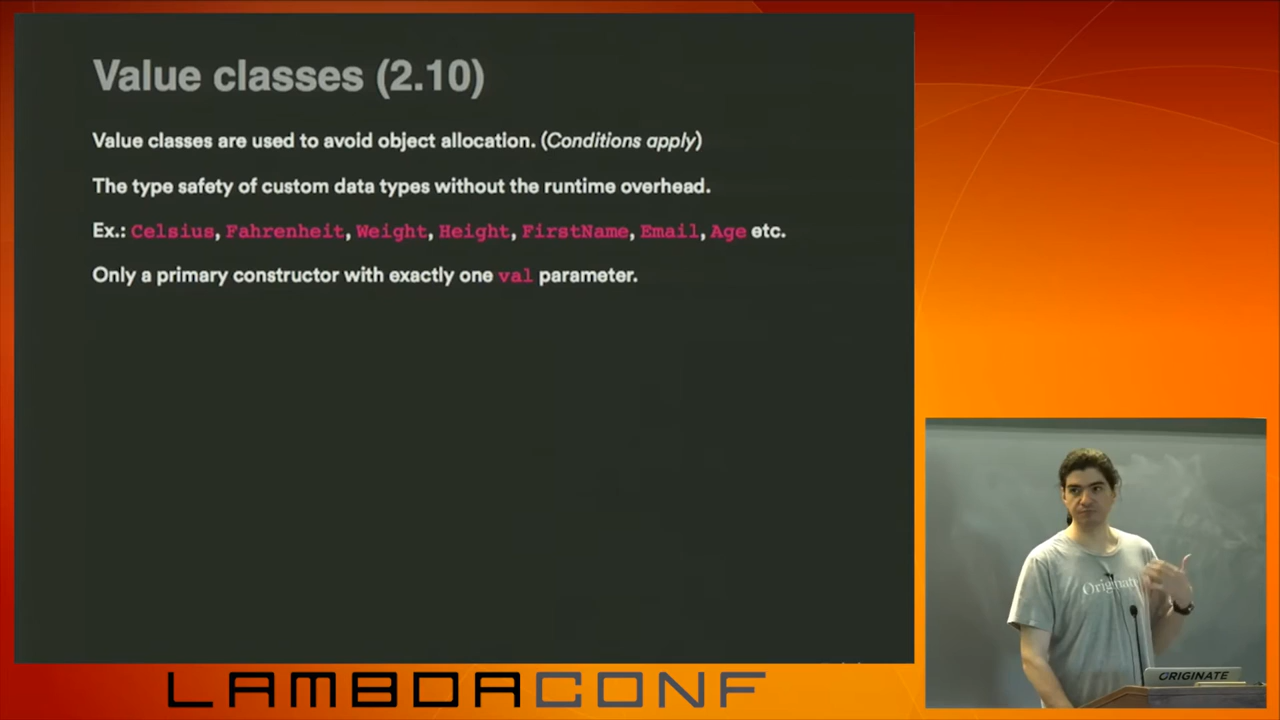 Value classes (2.10)
Value classes are used to avoid object allocation. (Conditions apply)
The type safety of custom data types without the runtime overhead.
Ex.: Celsius, Fahrenheit, Weight, Height, FirstName, Email, Age etc.
Only a primary constructor with exactly one val parameter.
Originate
ORIGINATE
LAMBDACONF